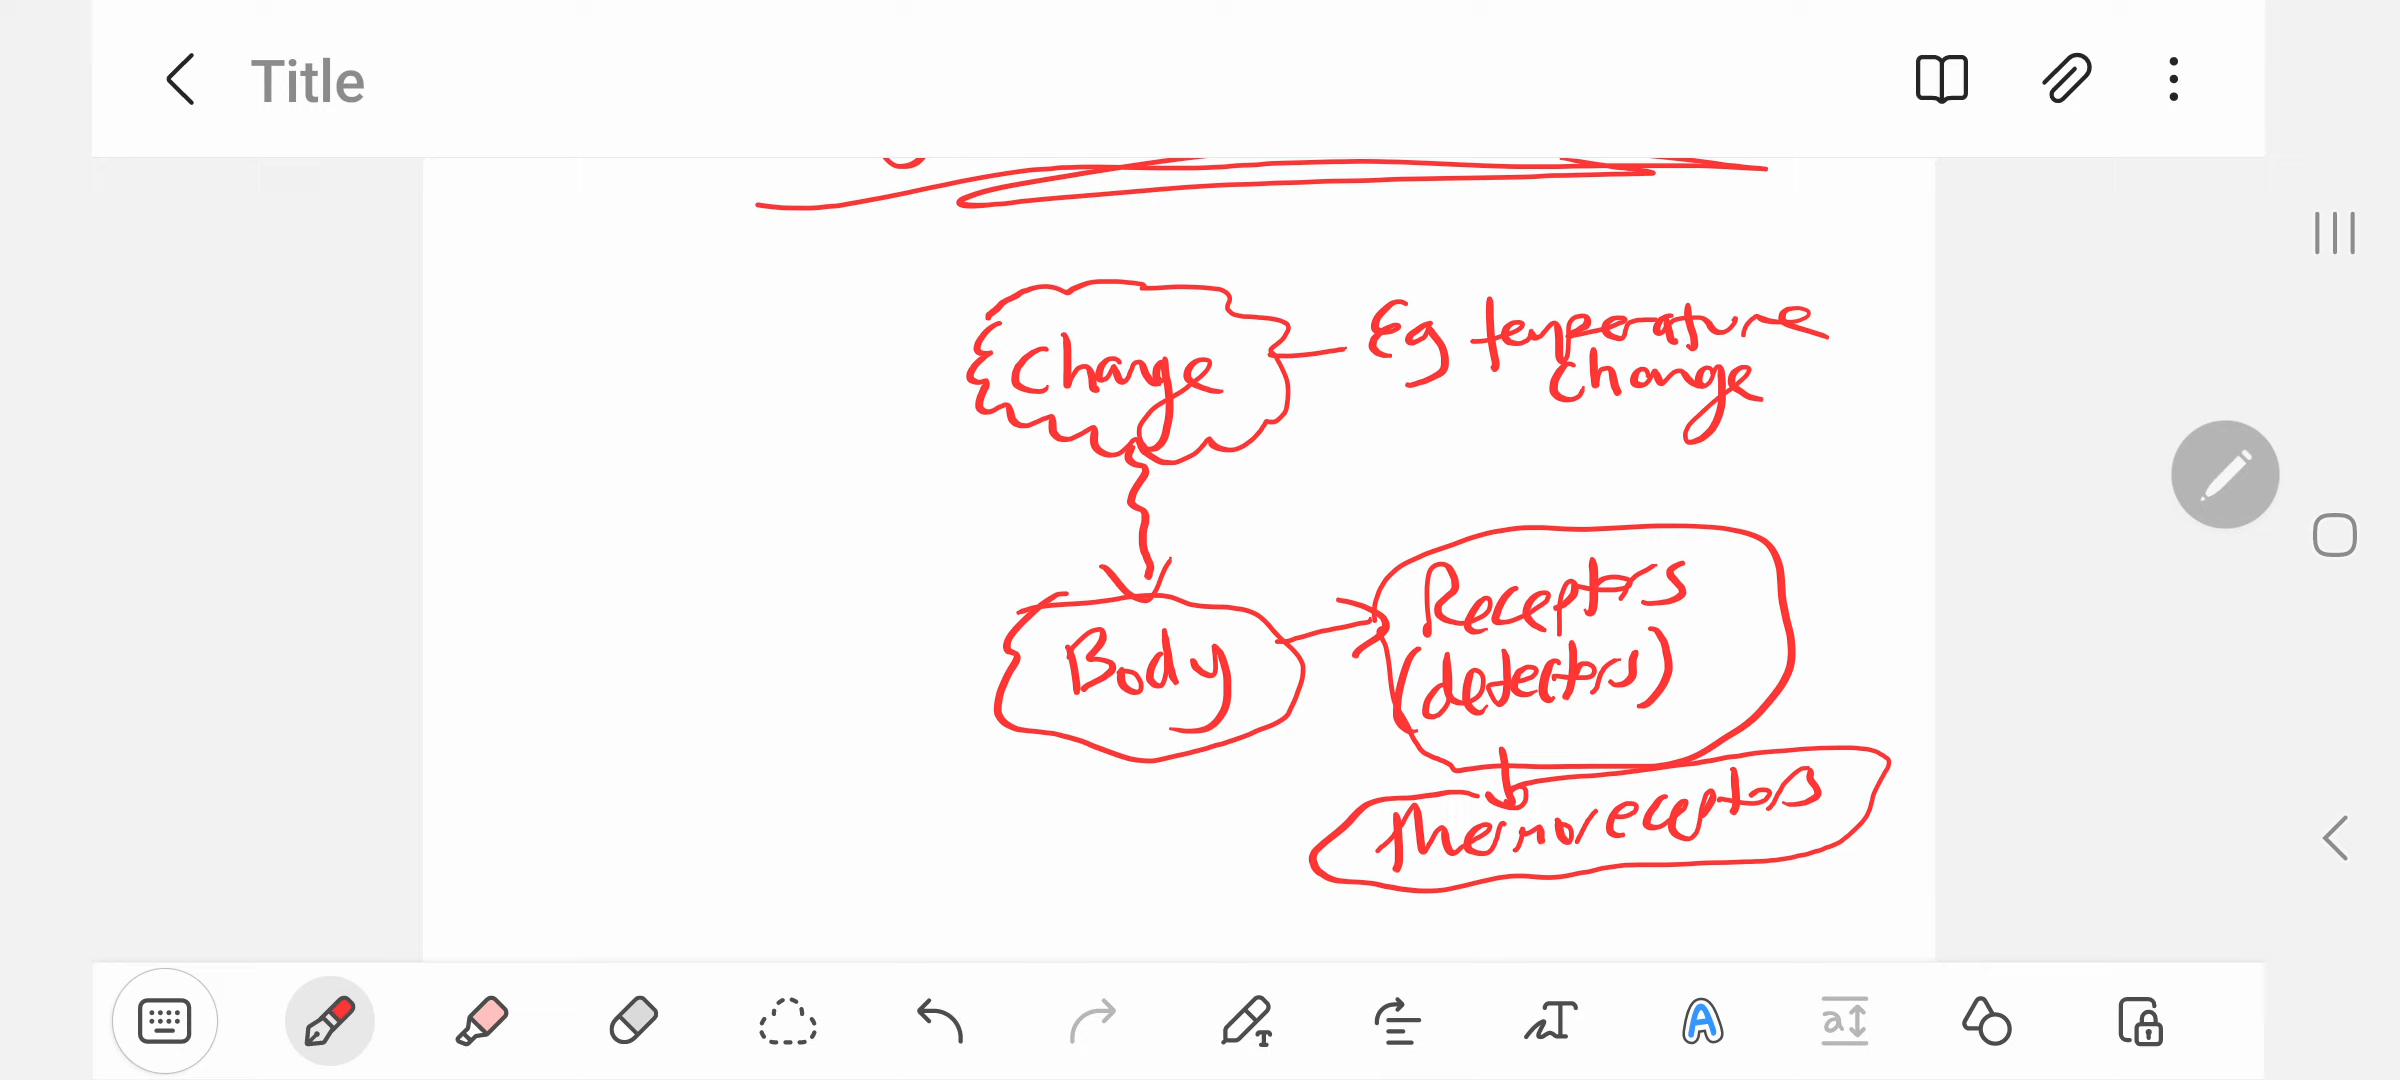 Title
Change
Eg temperature
change
Body
Receptors
(detectors)
thermoreceptors